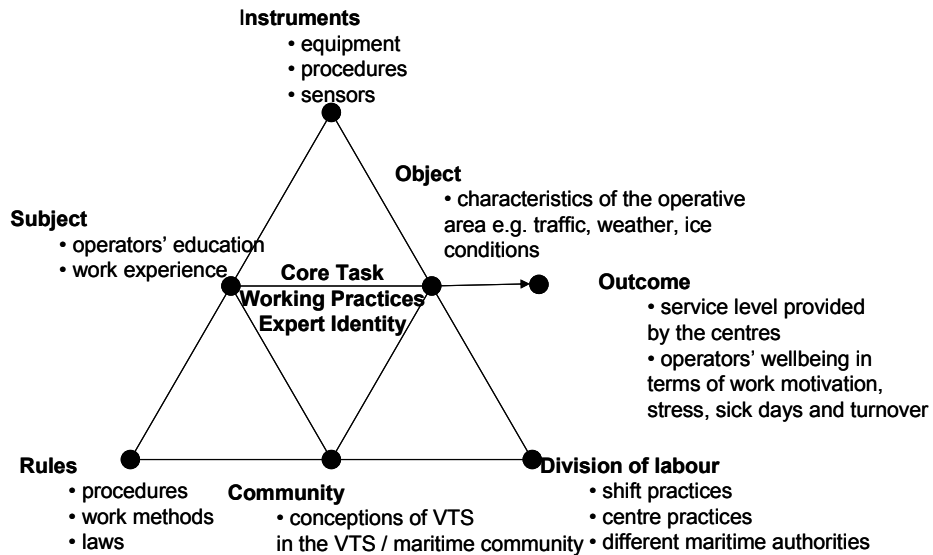 Instruments
• equipment
• procedures
• sensors
Object
• characteristics of the operative
area e.g. traffic, weather, ice
conditions
Subject
• operators' education
• work experience
Core Task
Working Practices
Expert Identity
Outcome
• service level provided
by the centres
• operators' wellbeing in
terms of work motivation,
stress, sick days and turnover
Rules
• procedures
• work methods
• laws
Community
• conceptions of VTS
in the VTS / maritime community
Division of labour
• shift practices
• centre practices
• different maritime authorities